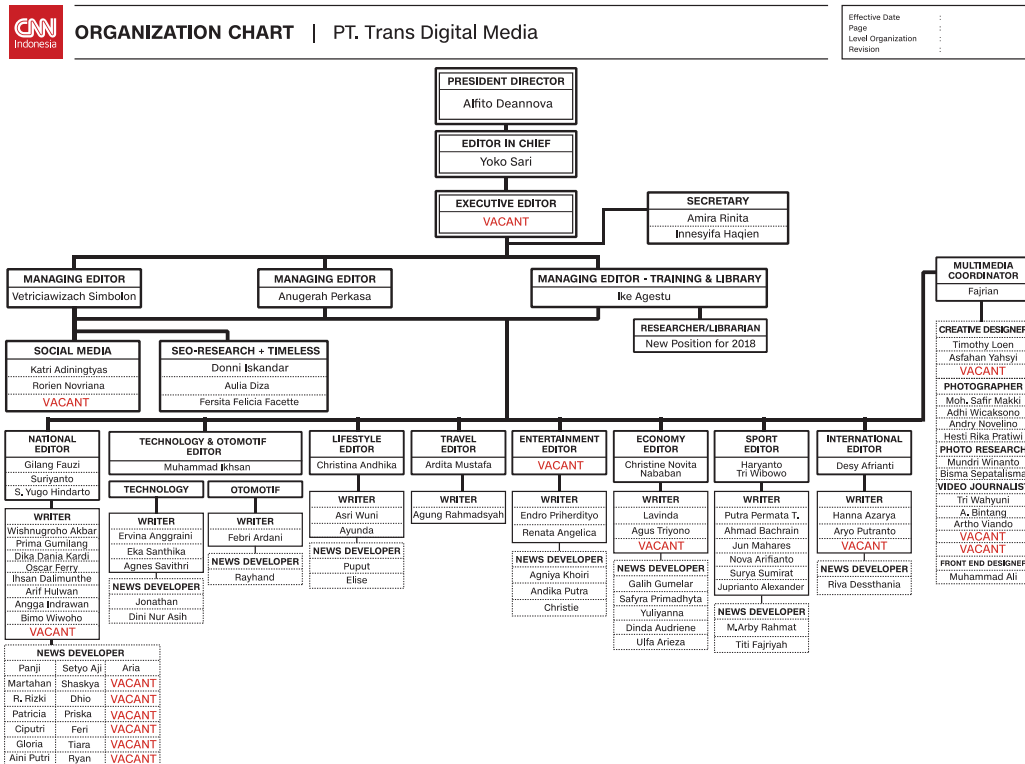 CNN
Indonesia
ORGANIZATION CHART | PT. Trans Digital Media
Effective Date :
Page :
Level Organization :
Revision :
PRESIDENT DIRECTOR
Alfito Deannova
EDITOR IN CHIEF
Yoko Sari
EXECUTIVE EDITOR
VACANT
SECRETARY
Amira Rinita
Innesyifa Haqien
MANAGING EDITOR
Vetriciawizach Simbolon
MANAGING EDITOR
Anugerah Perkasa
MANAGING EDITOR - TRAINING & LIBRARY
Ike Agestu
RESEARCHER/LIBRARIAN
New Position for 2018
MULTIMEDIA
COORDINATOR
Fajrian
CREATIVE DESIGNER
Timothy Loen
Asfahan Yahsyi
VACANT
PHOTOGRAPHER
Moh. Safir Makki
Adhi Wicaksono
Andry Novelino
Hesti Rika Pratiwi
PHOTO RESEARCH
Mundri Winanto
Bisma Sepatalisma
VIDEO JOURNALIST
Tri Wahyuni
A. Bintang
Artho Viando
VACANT
VACANT
FRONT END DESIGNER
Muhammad Ali
SOCIAL MEDIA
Katri Adiningtyas
Rorien Novriana
VACANT
SEO-RESEARCH + TIMELESS
Donni Iskandar
Aulia Diza
Fersita Felicia Facette
NATIONAL
EDITOR
Gilang Fauzi
Suriyanto
S. Yugo Hindarto
WRITER
Wishnugroho Akbar
Prima Gumilang
Dika Dania Kardi
Oscar Ferry
Ihsan Dalimunthe
Arif Hulwan
Angga Indrawan
Bimo Wiwoho
VACANT
NEWS DEVELOPER
Panji Setyo Aji Aria
Martahan Shaskya VACANT
R. Rizki Dhio VACANT
Patricia Priska VACANT
Ciputri Feri VACANT
Gloria Tiara VACANT
Aini Putri Ryan VACANT
TECHNOLOGY & OTOMOTIF
EDITOR
Muhammad Ikhsan
TECHNOLOGY
WRITER
Ervina Anggraini
Eka Santhika
Agnes Savithri
NEWS DEVELOPER
Jonathan
Dini Nur Asih
OTOMOTIF
WRITER
Febri Ardani
NEWS DEVELOPER
Rayhand
LIFESTYLE
EDITOR
Christina Andhika
WRITER
Asri Wuni
Ayunda
NEWS DEVELOPER
Puput
Elise
TRAVEL
EDITOR
Ardita Mustafa
WRITER
Agung Rahmadsyah
ENTERTAINMENT
EDITOR
VACANT
WRITER
Endro Priherdityo
Renata Angelica
NEWS DEVELOPER
Agniya Khoiri
Andika Putra
Christie
ECONOMY
EDITOR
Christine Novita
Nababan
WRITER
Lavinda
Agus Triyono
VACANT
NEWS DEVELOPER
Galih Gumelar
Safyra Primadhyta
Yuliyanna
Dinda Audriene
Ulfa Arieza
SPORT
EDITOR
Haryanto
Tri Wibowo
WRITER
Putra Permata T.
Ahmad Bachrain
Jun Mahares
Nova Arifianto
Surya Sumirat
Juprianto Alexander
NEWS DEVELOPER
M.Arby Rahmat
Titi Fajriyah
INTERNATIONAL
EDITOR
Desy Afrianti
WRITER
Hanna Azarya
Aryo Putranto
VACANT
NEWS DEVELOPER
Riva Dessthania